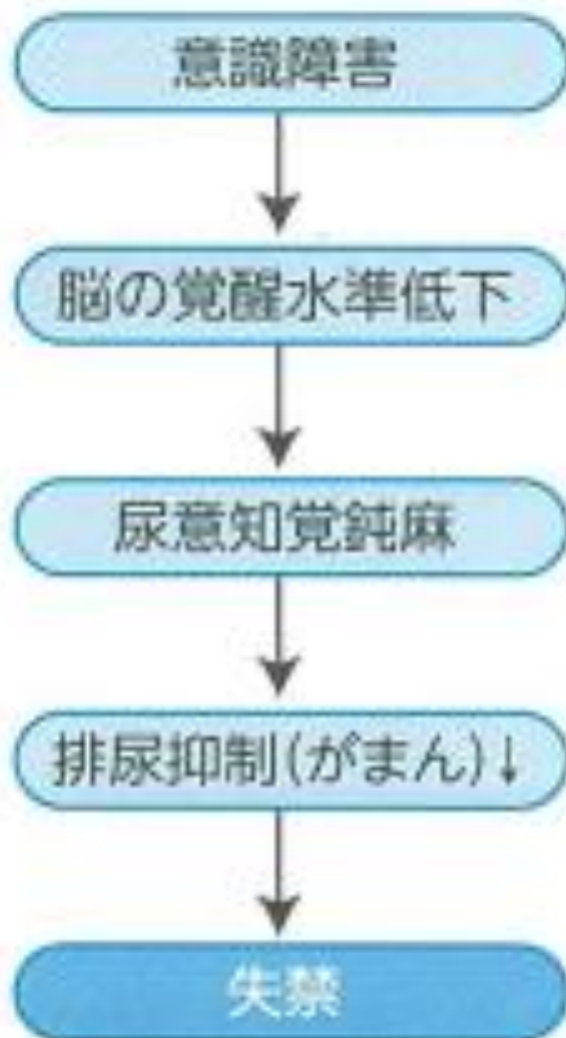 意識障害
脳の覚醒水準低下
尿意知覚鈍麻
排尿抑制(がまん)↓
失禁